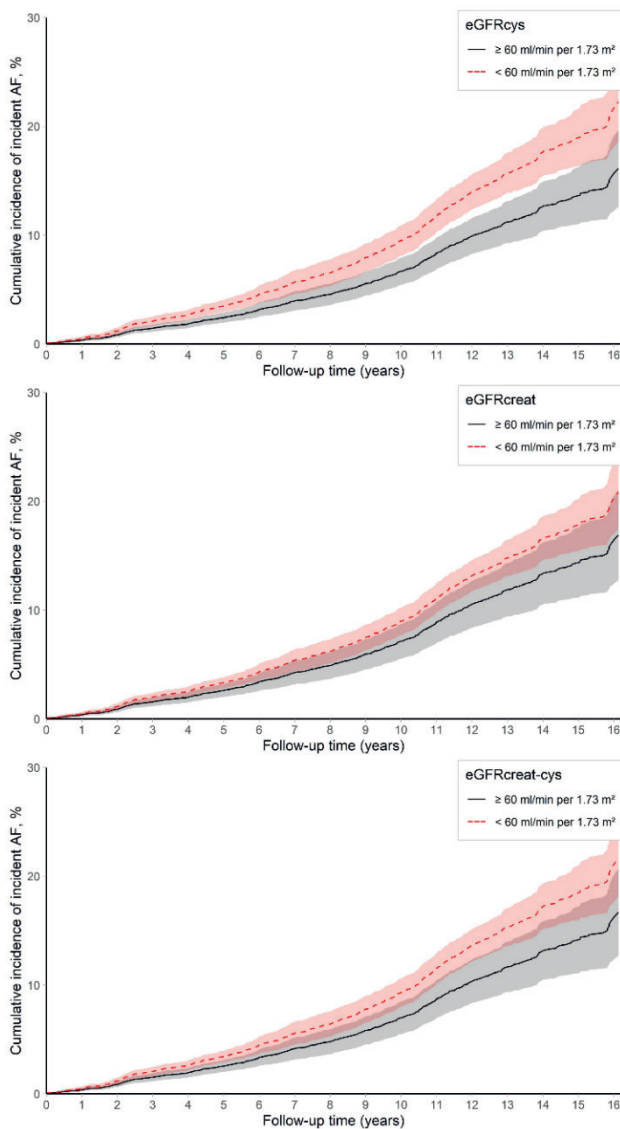 30
eGFRcys
≥ 60 ml/min per 1.73 m²
< 60 ml/min per 1.73 m²
20
10
0
Cumulative incidence of incident AF, %
0 1 2 3 4 5 6 7 8 9 10 11 12 13 14 15 16
Follow-up time (years)
30
eGFRcreat
≥ 60 ml/min per 1.73 m²
< 60 ml/min per 1.73 m²
20
10
0
Cumulative incidence of incident AF, %
0 1 2 3 4 5 6 7 8 9 10 11 12 13 14 15 16
Follow-up time (years)
30
eGFRcreat-cys
≥ 60 ml/min per 1.73 m²
< 60 ml/min per 1.73 m²
20
10
0
Cumulative incidence of incident AF, %
0 1 2 3 4 5 6 7 8 9 10 11 12 13 14 15 16
Follow-up time (years)